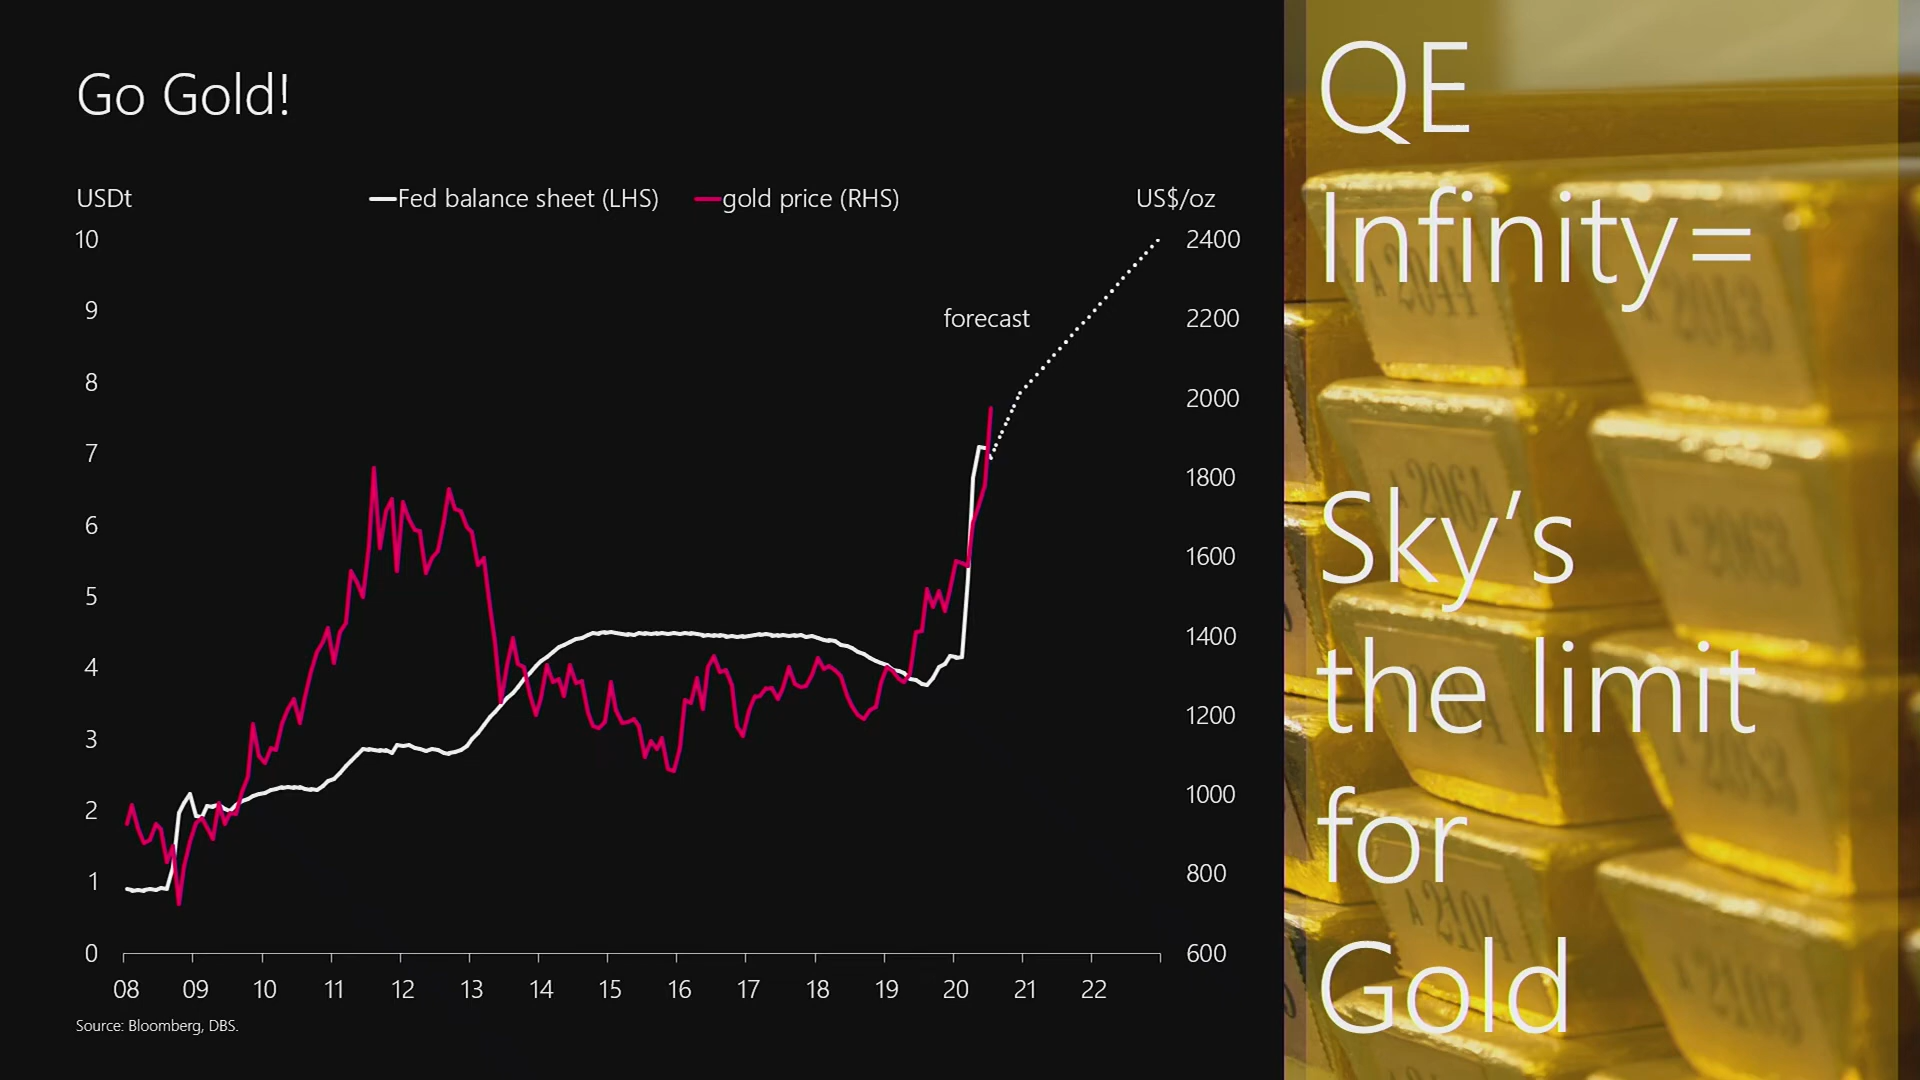 Go Gold!
USDt
Fed balance sheet (LHS)
gold price (RHS)
US$/oz
10
9
8
7
6
5
4
3
2
1
0
forecast
2400
2200
2000
1800
1600
1400
1200
1000
800
600
08 09 10 11 12 13 14 15 16 17 18 19 20 21 22
Source: Bloomberg, DBS.
QE
Infinity=
Sky’s
the limit
for
Gold